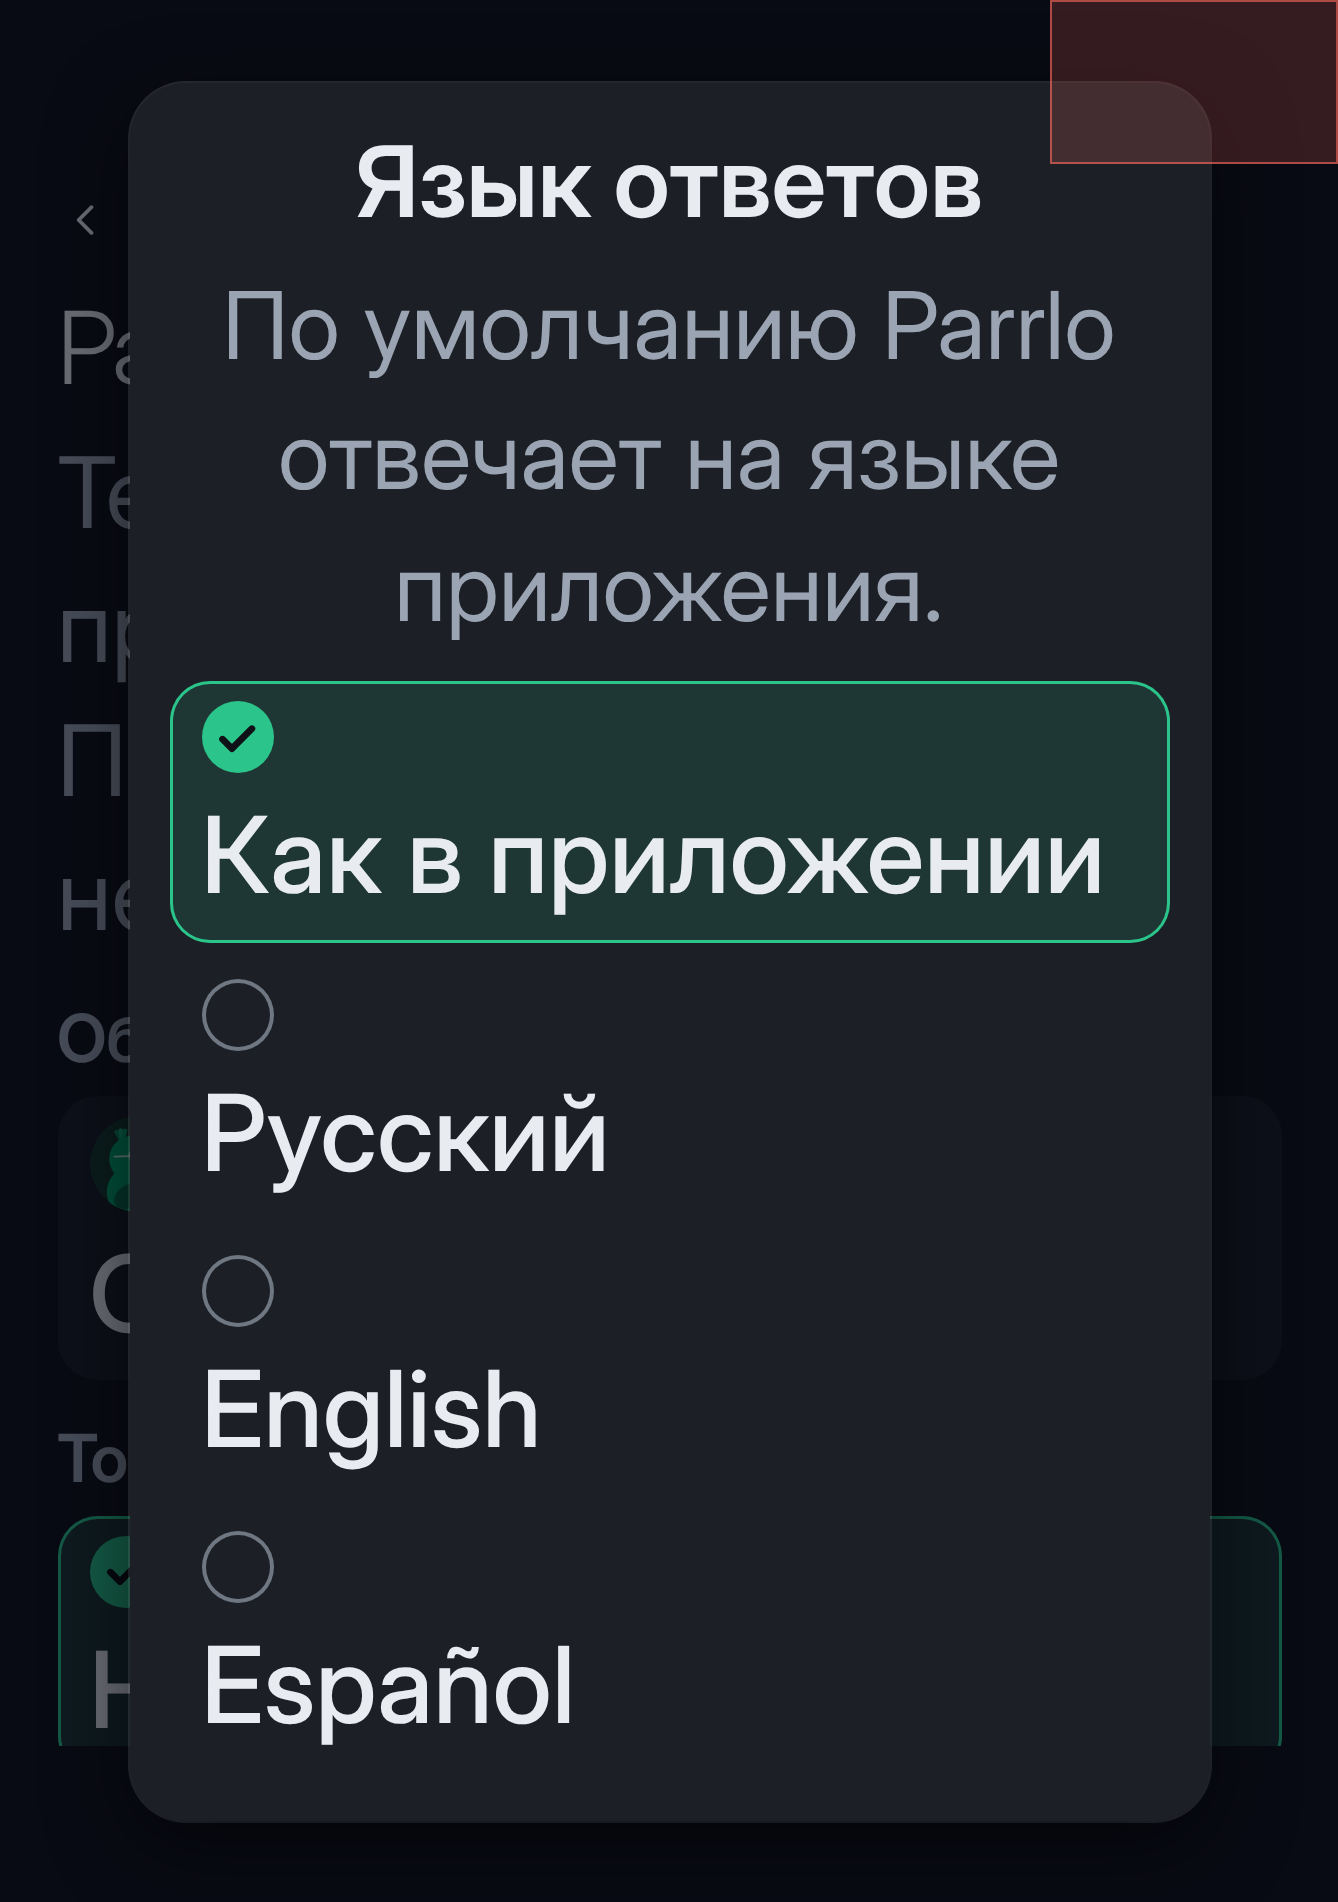 Язык ответов
По умолчанию Parrlo
отвечает на языке
приложения.
Как в приложении
Русский
English
Español